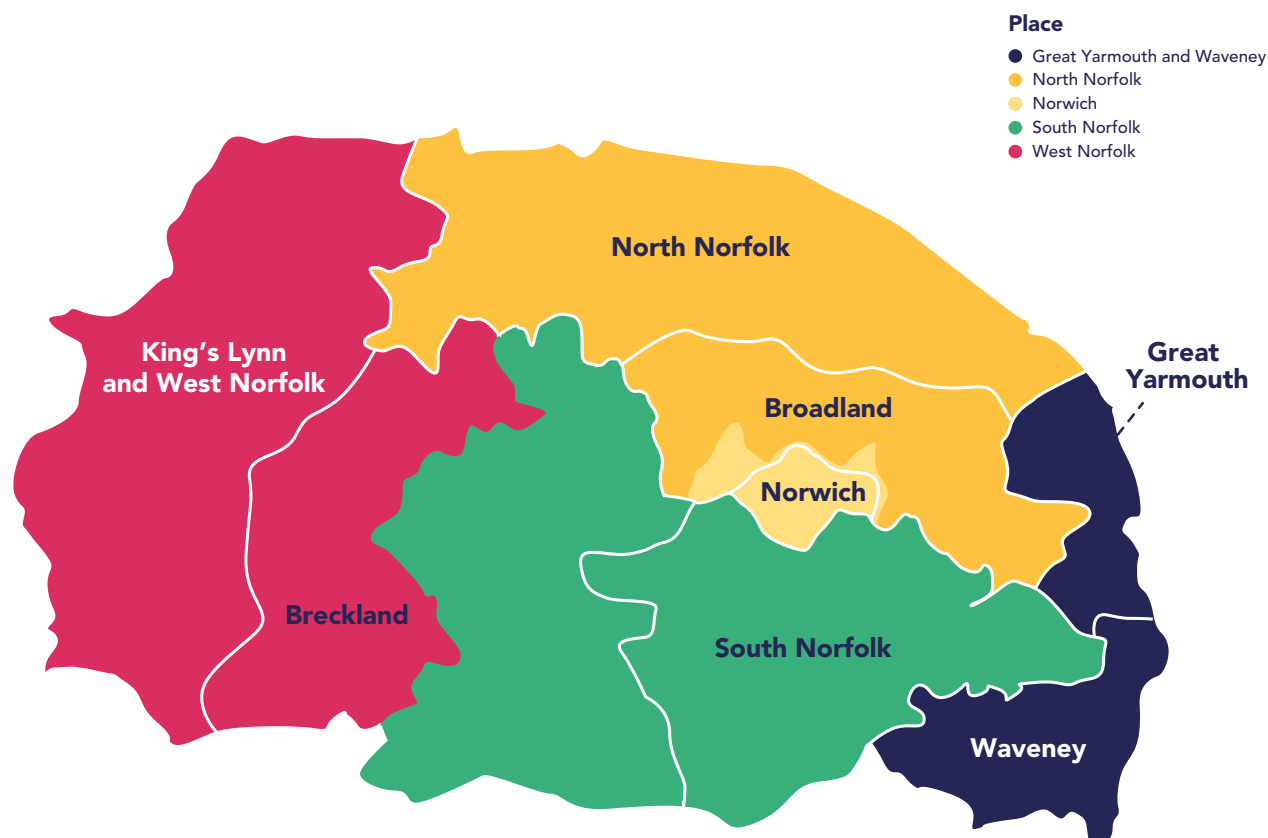 Place
Great Yarmouth and Waveney
North Norfolk
Norwich
South Norfolk
West Norfolk
North Norfolk
King's Lynn
and West Norfolk
Great
Yarmouth
Broadland
Norwich
Breckland
South Norfolk
Waveney